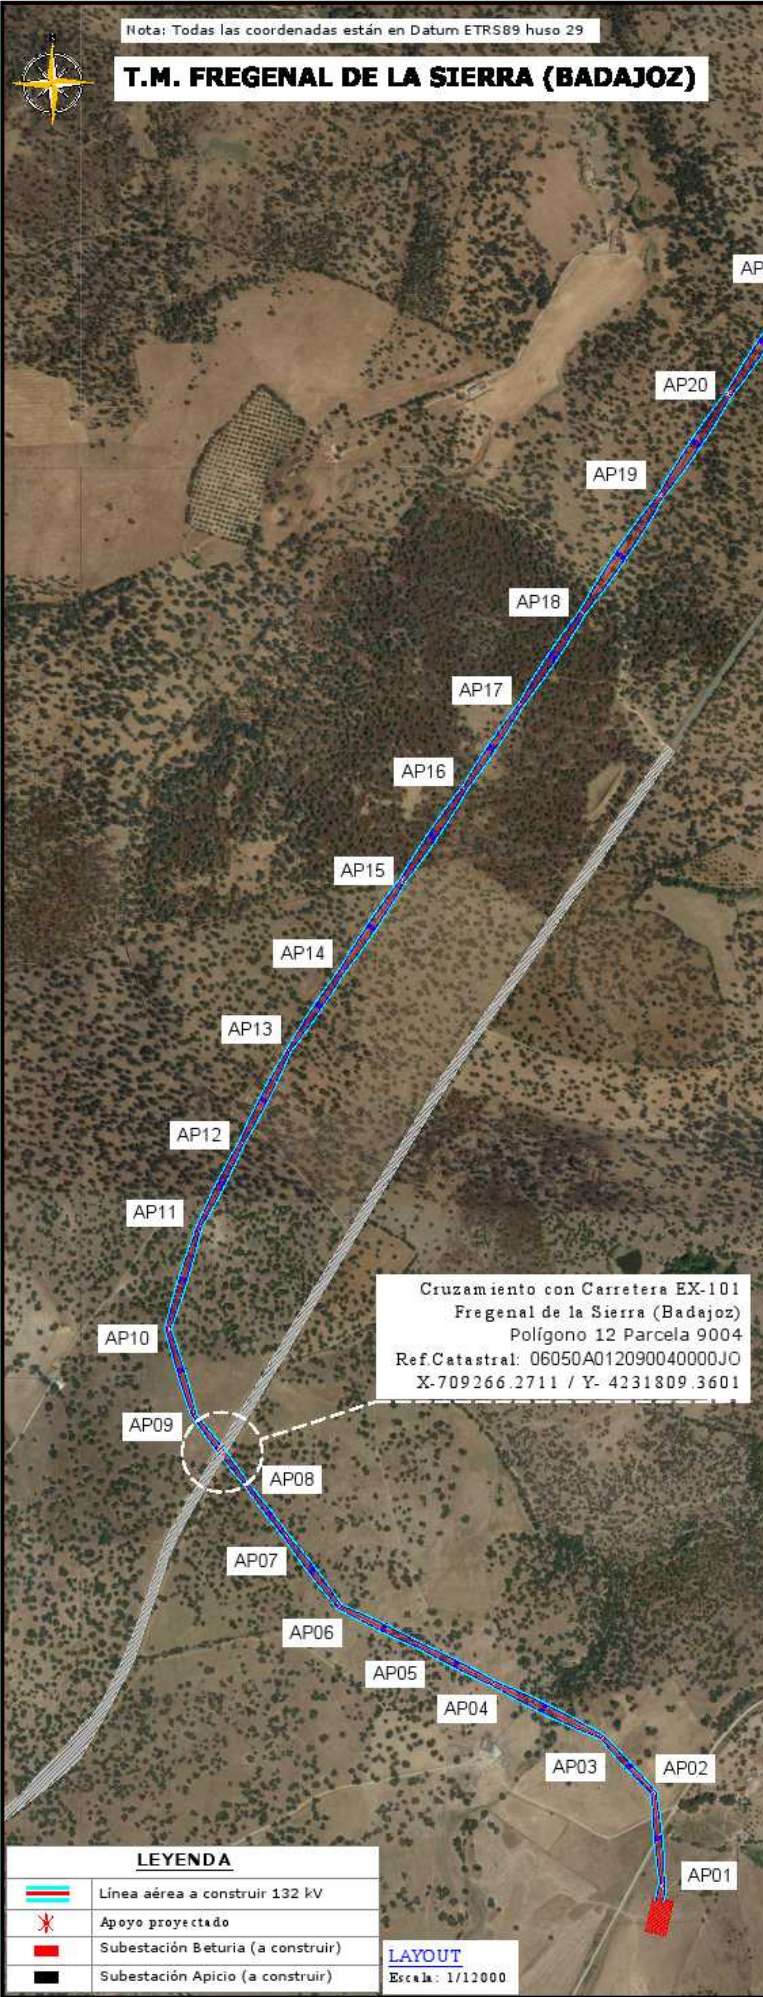 Nota: Todas las coordenadas están en Datum ETRS89 huso 29
N
T.M. FREGENAL DE LA SIERRA (BADAJOZ)
AP
AP20
AP19
AP18
AP17
AP16
AP15
AP14
AP13
AP12
AP11
Cruzamiento con Carretera EX-101
Fregenal de la Sierra (Badajoz)
Polígono 12 Parcela 9004
Ref.Catastral: 06050A012090040000JO
X-709266.2711 / Y- 4231809.3601
AP10
AP09
AP08
AP07
AP06
AP05
AP04
AP03
AP02
AP01
LEYENDA
Línea aérea a construir 132 kV
Apoyo proyectado
Subestación Beturia (a construir)
Subestación Apicio (a construir)
LAYOUT
Escala: 1/12000